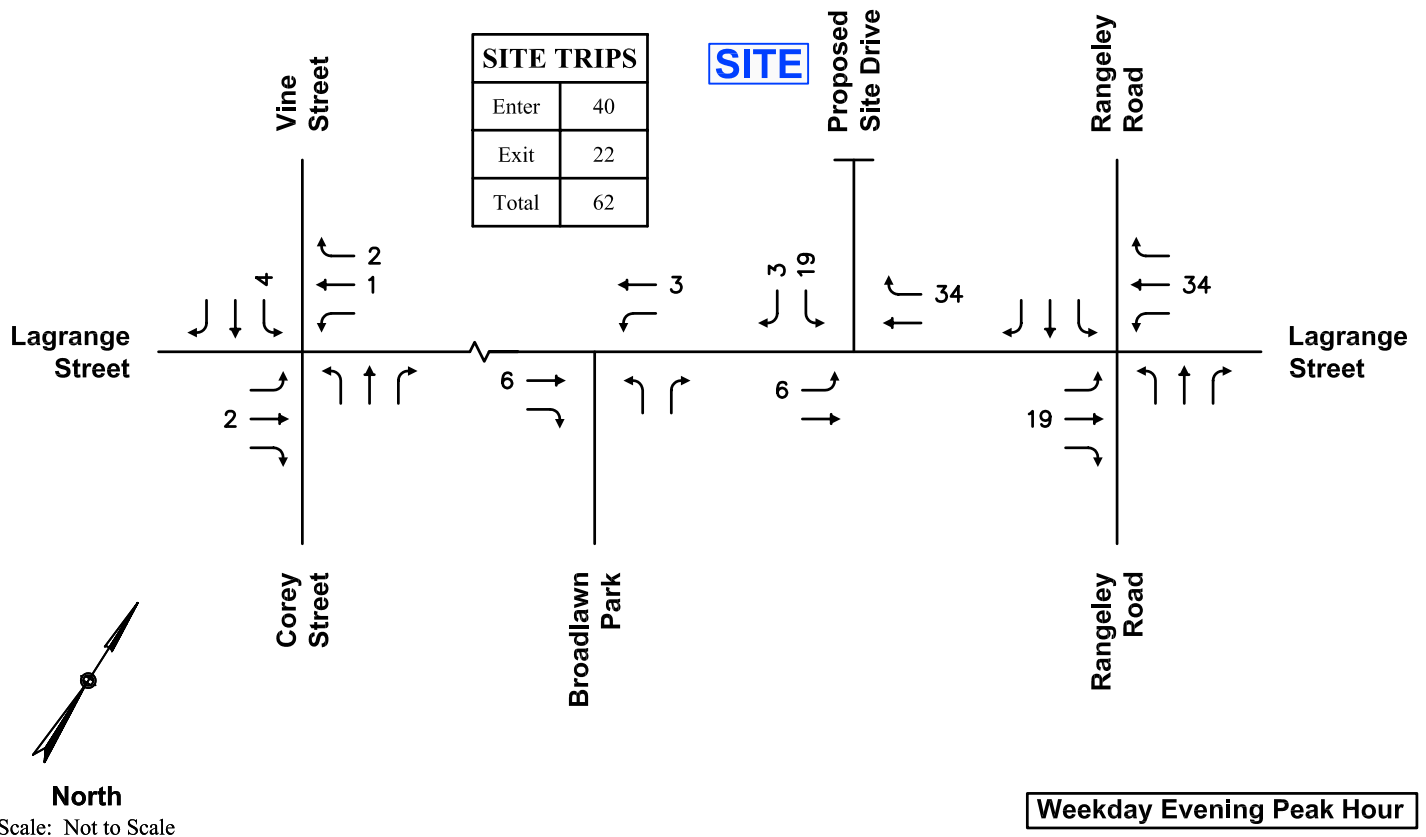 SITE TRIPS
Enter 40
Exit 22
Total 62
SITE
Vine
Street
Proposed
Site Drive
Rangeley
Road
2
1
4
3
3
19
34
34
Lagrange
Street
Lagrange
Street
2
6
6
19
Corey
Street
Broadlawn
Park
Rangeley
Road
North
Scale: Not to Scale
Weekday Evening Peak Hour